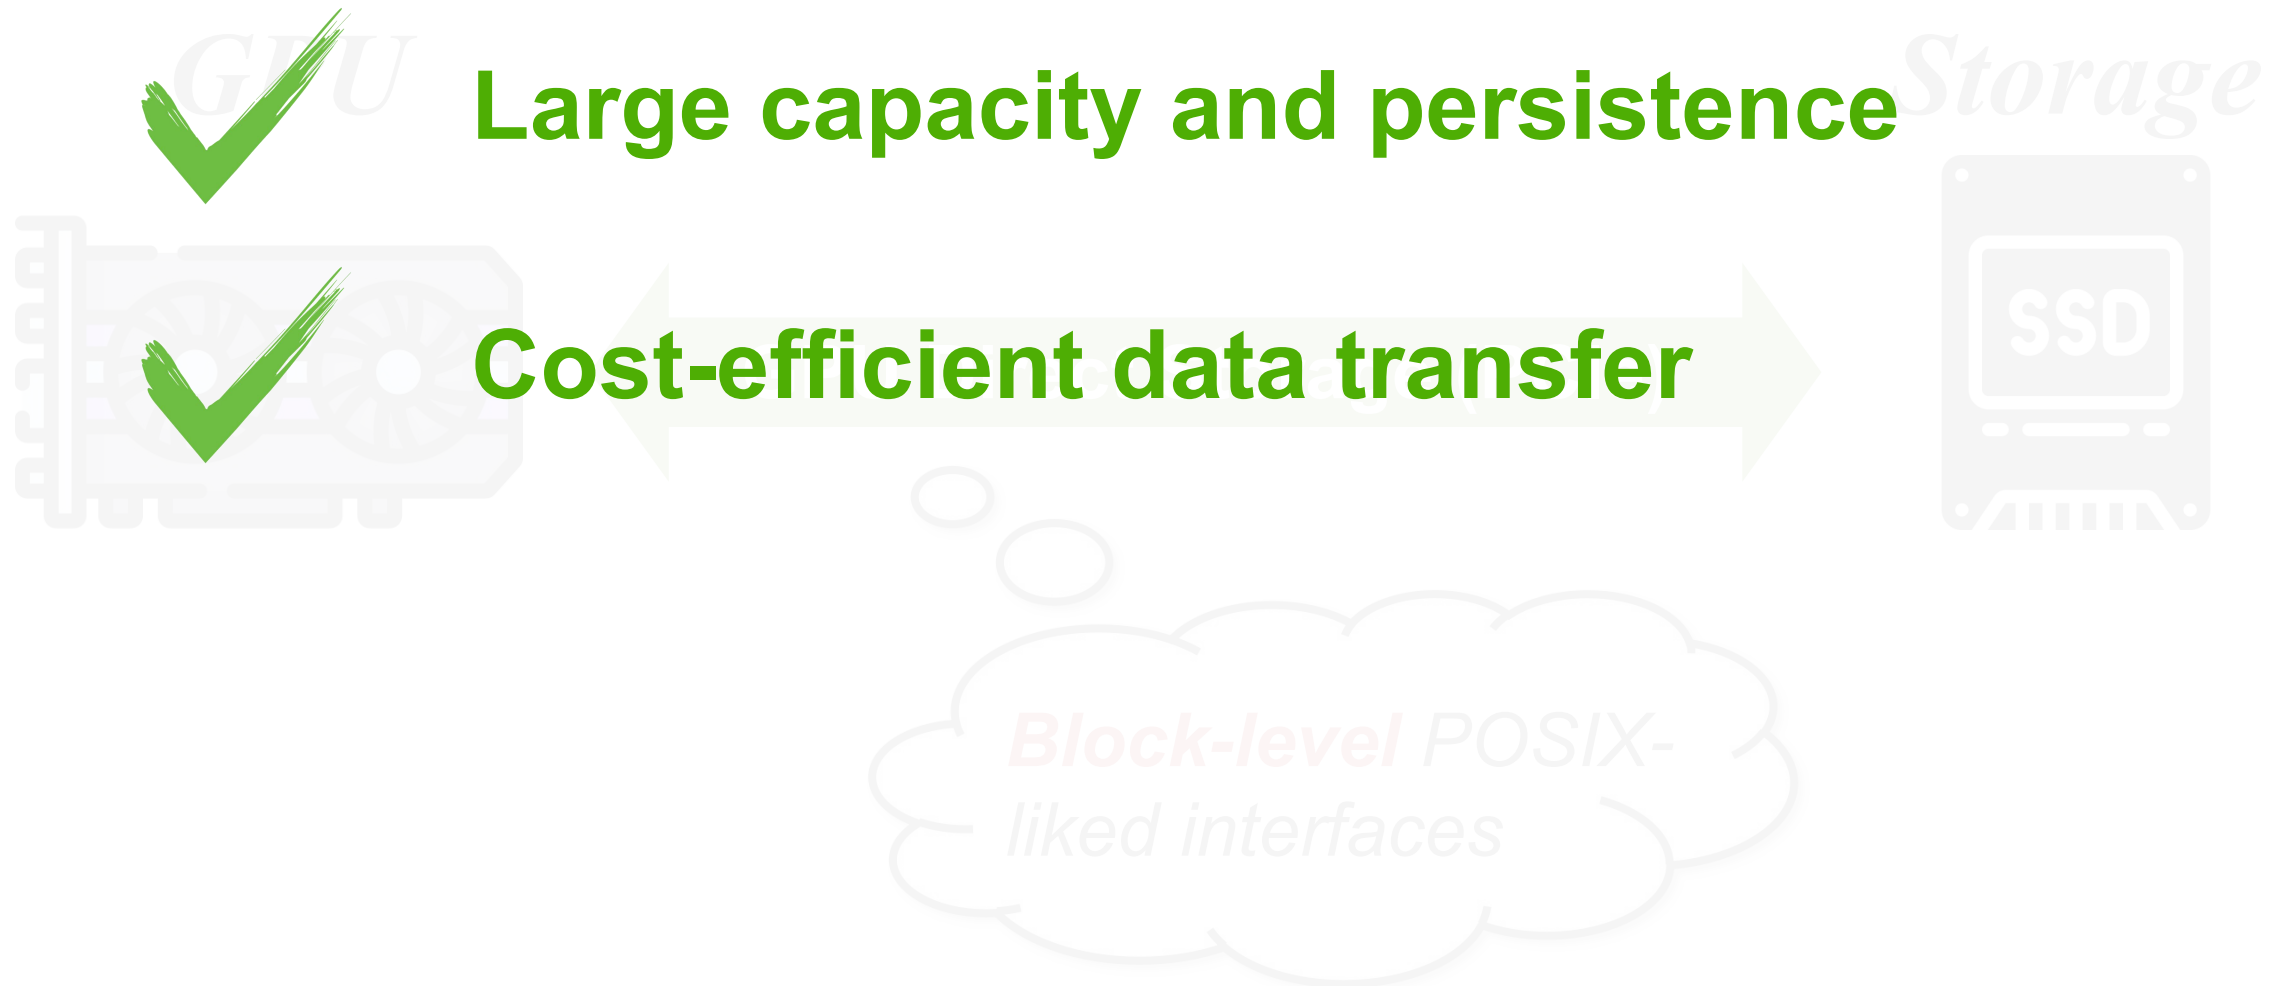 GPU
Large capacity and persistence
Storage
Cost-efficient data transfer
SSD
Block-level POSIX-
liked interfaces